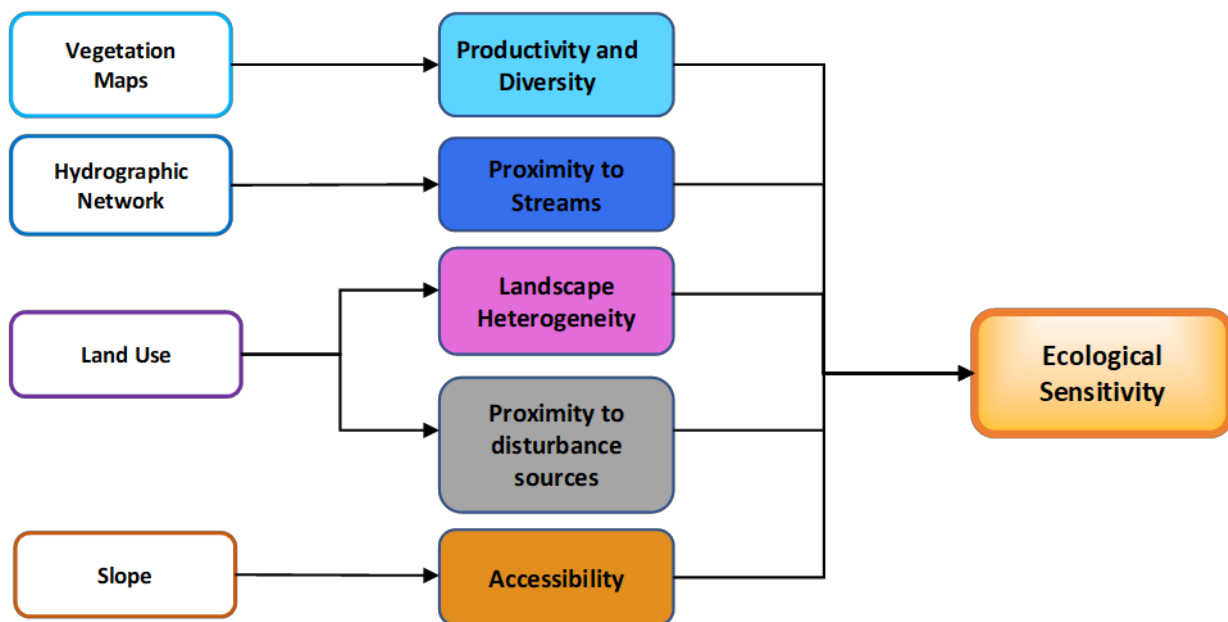 Vegetation
Maps
Productivity and
Diversity
Hydrographic
Network
Proximity to
Streams
Land Use
Landscape
Heterogeneity
Proximity to
disturbance
sources
Slope
Accessibility
Ecological
Sensitivity